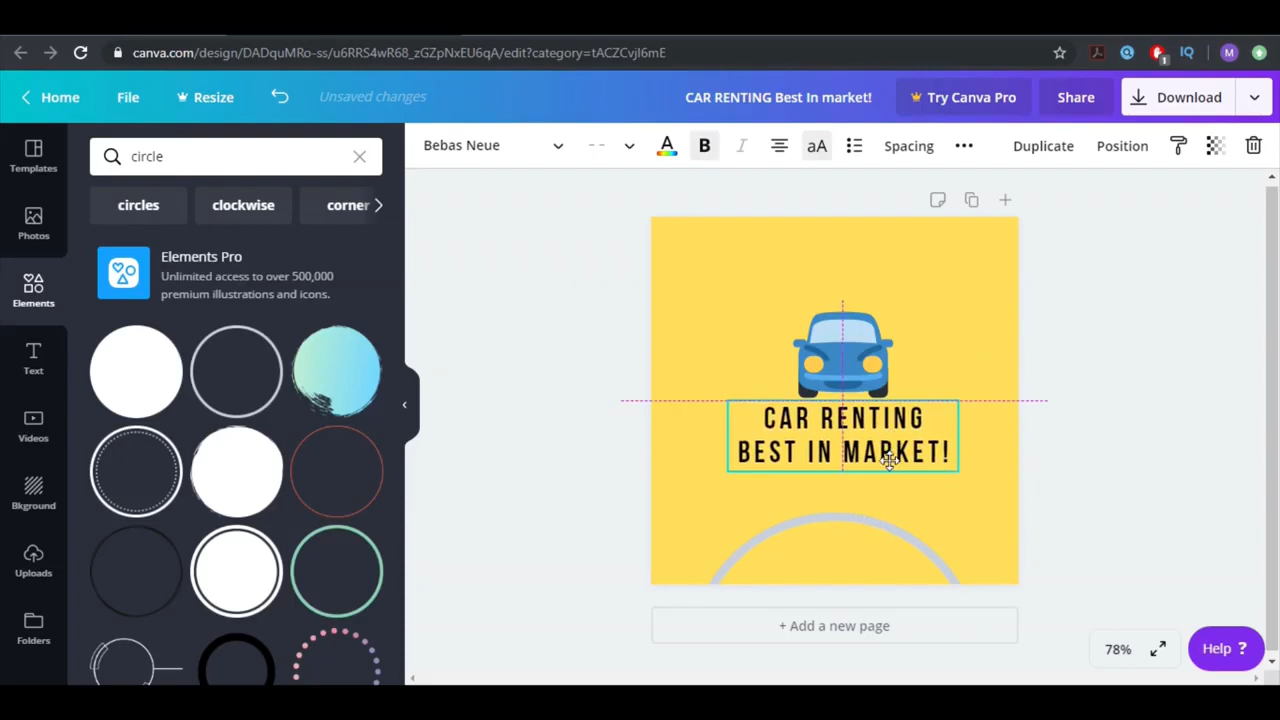 canva.com/design/DADquMRo-ss/u6RRS4wR68_zGZpNxEU6qA/edit?category=tACZCvjI6mE
1
IQ
M
Home
File
Resize
Unsaved changes
CAR RENTING Best In market!
Try Canva Pro
Share
Download
Templates
Photos
Elements
Text
Videos
Bkground
Uploads
Folders
circle
circles
clockwise
corner
Elements Pro
Unlimited access to over 500,000
premium illustrations and icons.
Bebas Neue
- -
A
B
I
aA
Spacing
Duplicate
Position
CAR RENTING
BEST IN MARKET!
+ Add a new page
78%
Help ?